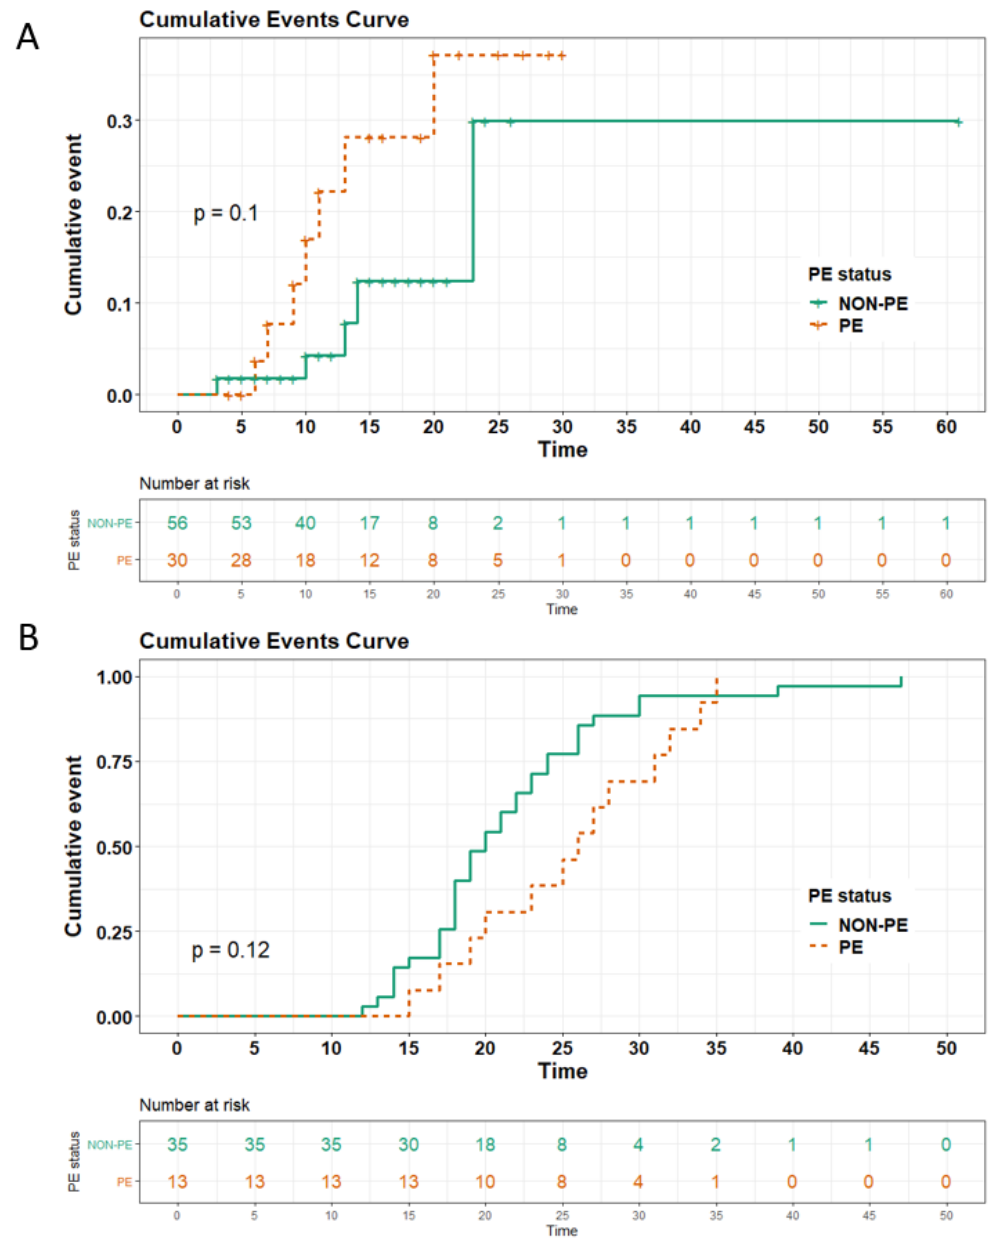 A
Cumulative Events Curve
Cumulative event
0.3
0.2
0.1
0.0
p = 0.1
PE status
NON-PE
PE
0 5 10 15 20 25 30 35 40 45 50 55 60
Time
Number at risk
PE status
NON-PE 56 53 40 17 8 2 1 1 1 1 1 1 1
PE 30 28 18 12 8 5 1 0 0 0 0 0 0
0 5 10 15 20 25 30 35 40 45 50 55 60
Time
B
Cumulative Events Curve
Cumulative event
1.00
0.75
0.50
0.25
0.00
p = 0.12
PE status
NON-PE
PE
0 5 10 15 20 25 30 35 40 45 50
Time
Number at risk
PE status
NON-PE 35 35 35 30 18 8 4 2 1 1 0
PE 13 13 13 13 10 8 4 1 0 0 0
0 5 10 15 20 25 30 35 40 45 50
Time